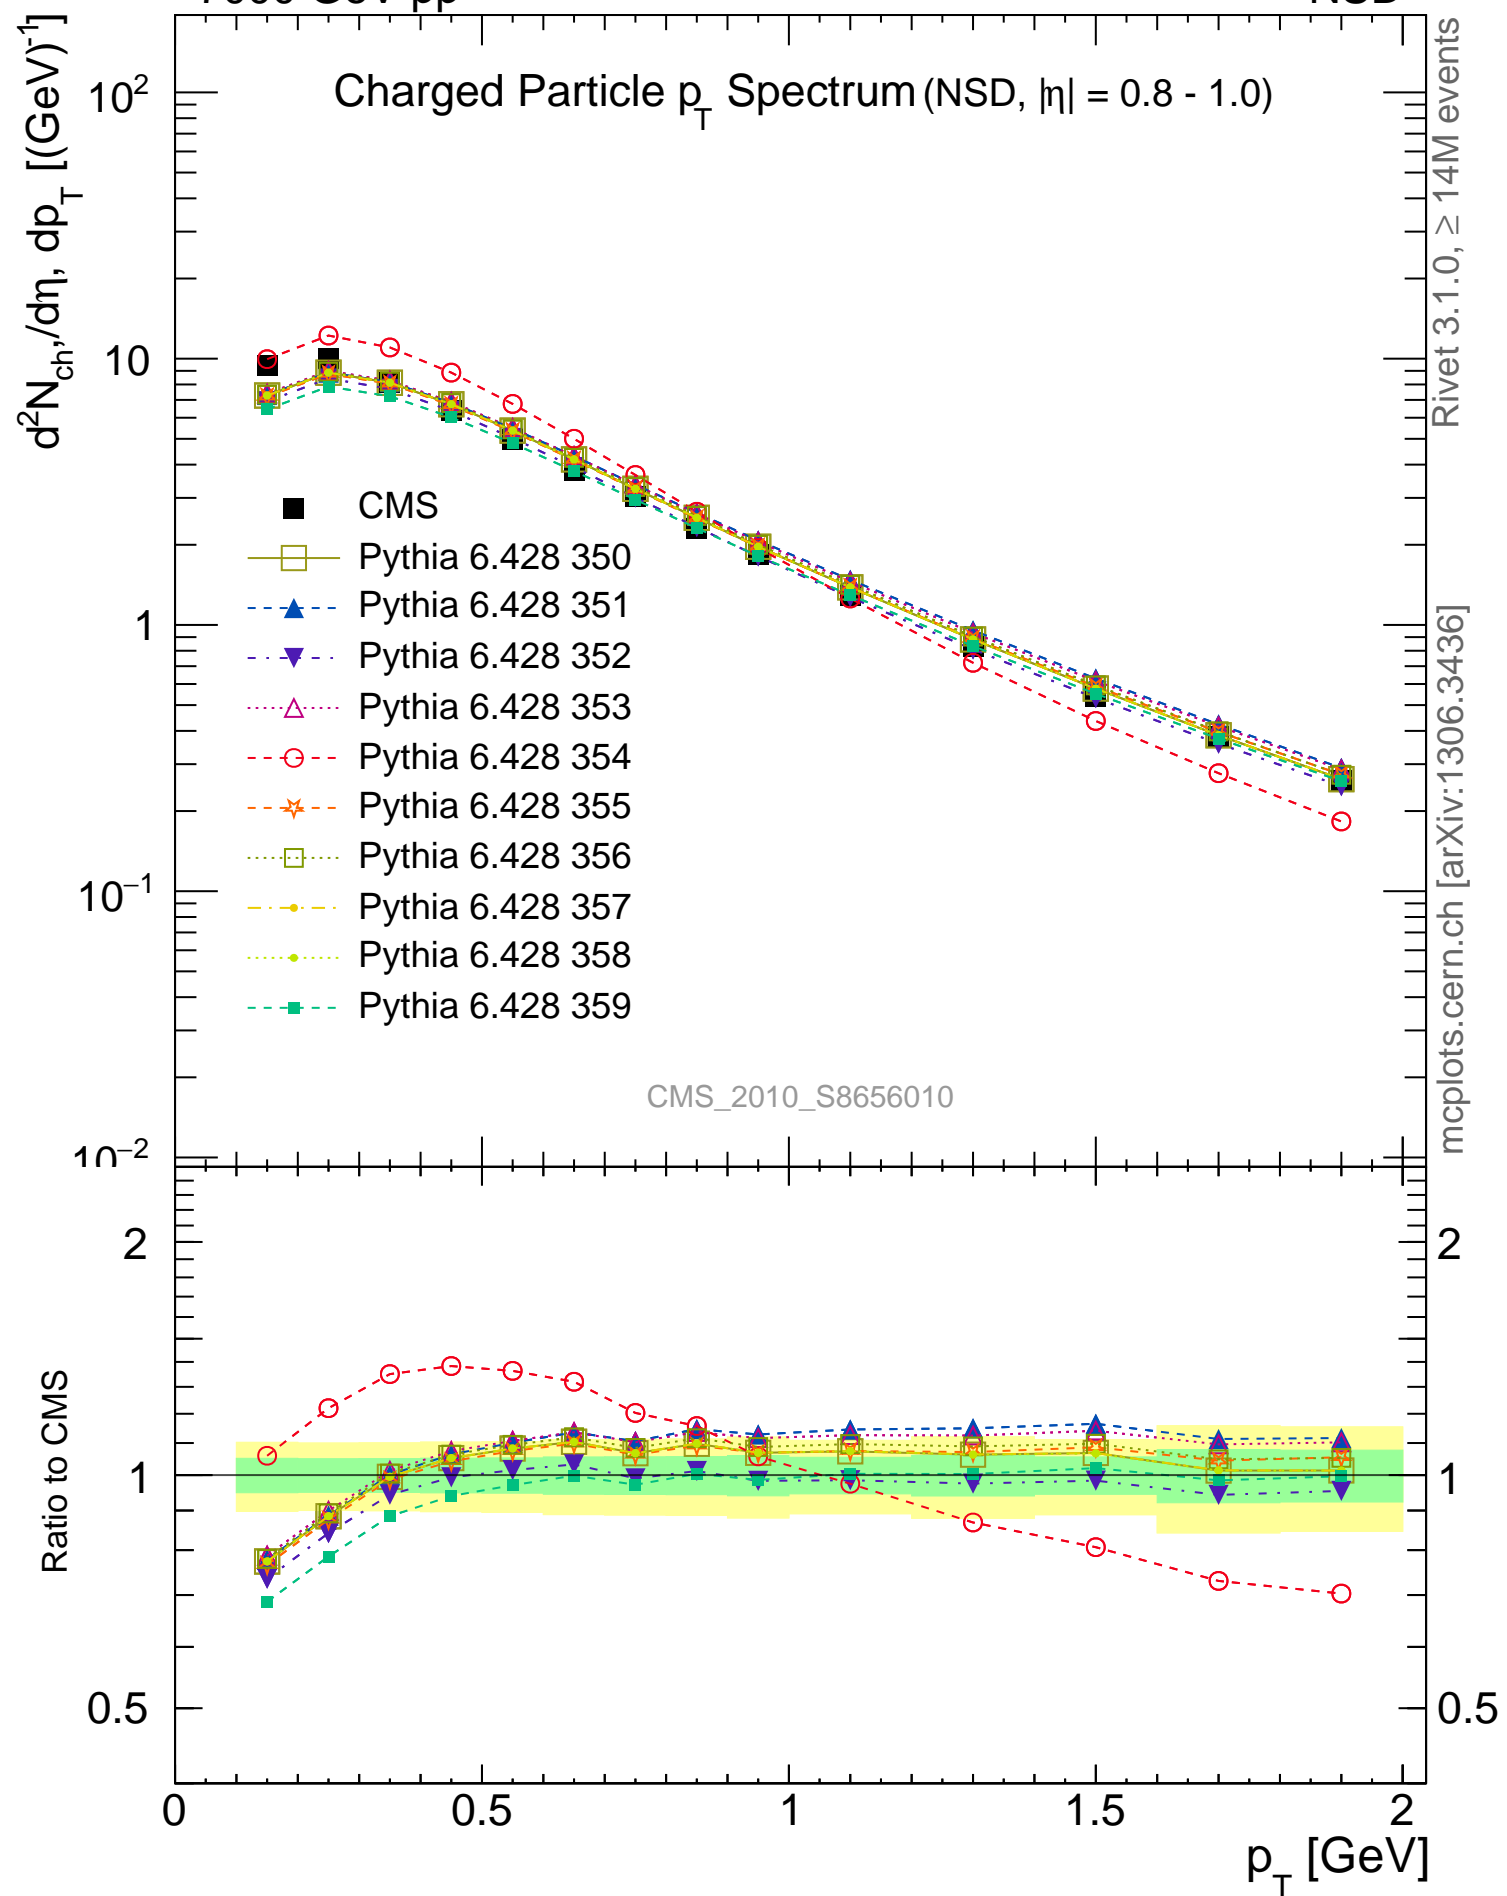 7000 GeV pp
NSD
Charged Particle p_T Spectrum (NSD, |η| = 0.8 - 1.0)
d²N_ch/dη, dp_T [(GeV)⁻¹]
10²
10
1
10⁻¹
10⁻²
CMS
Pythia 6.428 350
Pythia 6.428 351
Pythia 6.428 352
Pythia 6.428 353
Pythia 6.428 354
Pythia 6.428 355
Pythia 6.428 356
Pythia 6.428 357
Pythia 6.428 358
Pythia 6.428 359
CMS_2010_S8656010
Rivet 3.1.0, ≥ 14M events
mcplots.cern.ch [arXiv:1306.3436]
Ratio to CMS
2
1
0.5
2
1
0.5
0
0.5
1
1.5
2
p_T [GeV]